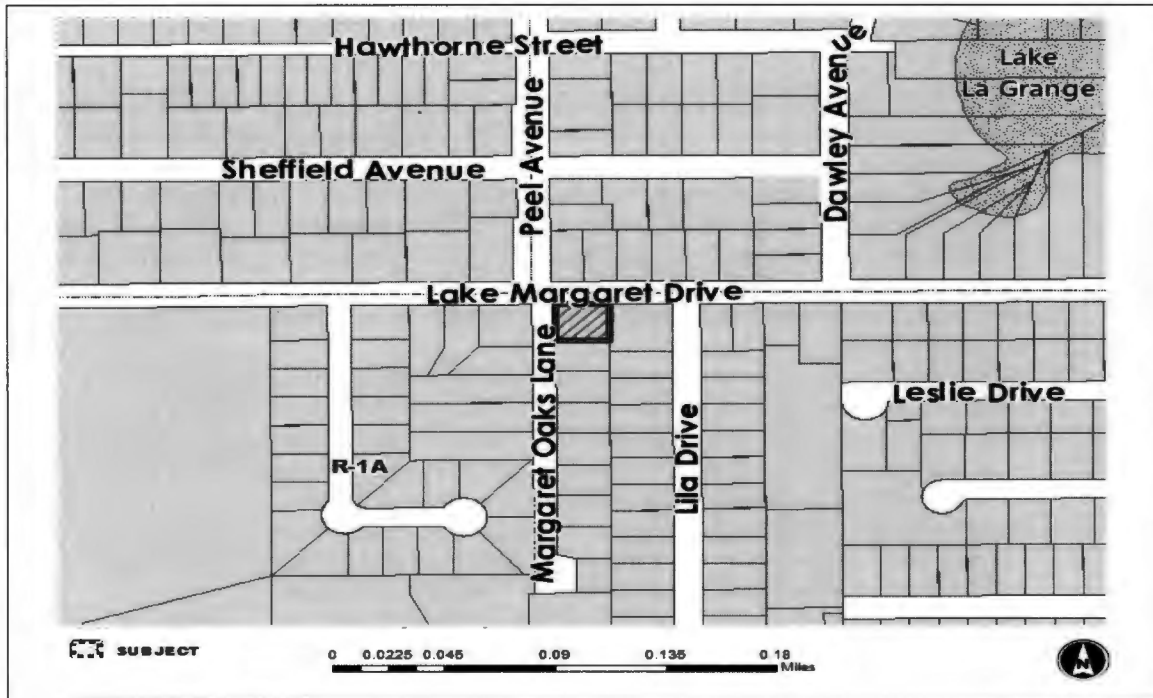 Hawthorne Street
Lake
La Grange
Peel Avenue
Dawley Avenue
Sheffield Avenue
Lake Margaret Drive
Margaret Oaks Lane
Leslie Drive
Lila Drive
R-1A
SUBJECT
0 0.0225 0.045 0.09 0.135 0.18
Miles
N